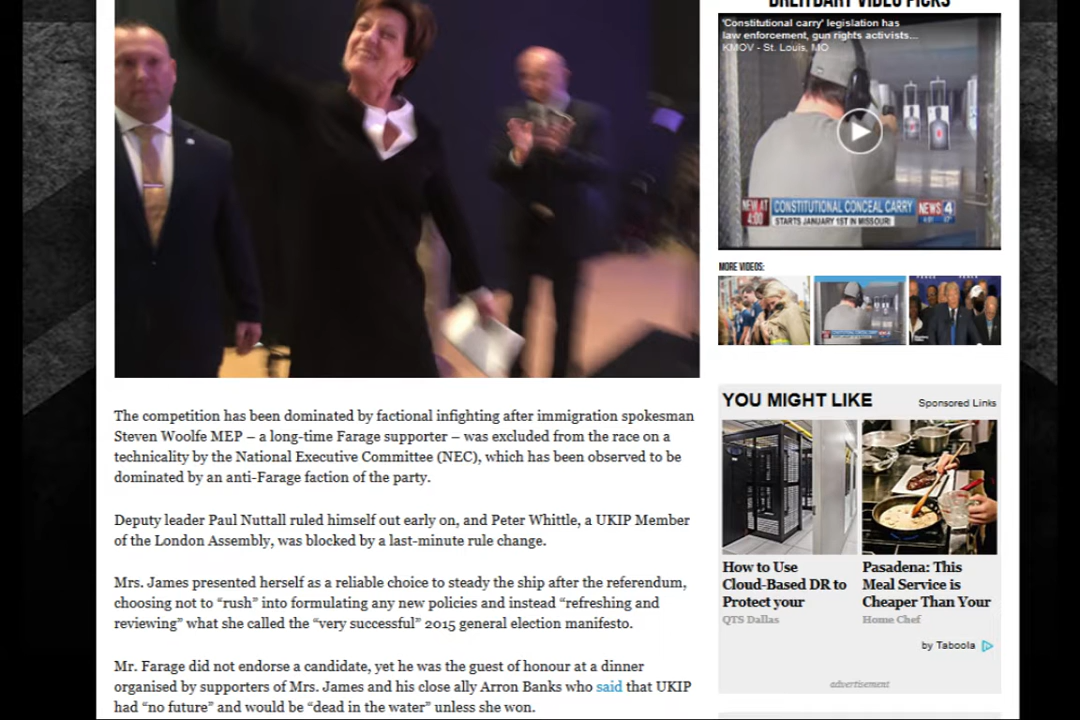 BREITBART VIDEO PICKS
'Constitutional carry' legislation has
law enforcement, gun rights activists...
KMOV - St. Louis, MO
NEW AT
4:00
CONSTITUTIONAL CONCEAL CARRY
STARTS JANUARY 1ST IN MISSOURI
NEWS 4
MORE VIDEOS:
The competition has been dominated by factional infighting after immigration spokesman
Steven Woolfe MEP – a long-time Farage supporter – was excluded from the race on a
technicality by the National Executive Committee (NEC), which has been observed to be
dominated by an anti-Farage faction of the party.
Deputy leader Paul Nuttall ruled himself out early on, and Peter Whittle, a UKIP Member
of the London Assembly, was blocked by a last-minute rule change.
Mrs. James presented herself as a reliable choice to steady the ship after the referendum,
choosing not to “rush” into formulating any new policies and instead “refreshing and
reviewing” what she called the “very successful” 2015 general election manifesto.
Mr. Farage did not endorse a candidate, yet he was the guest of honour at a dinner
organised by supporters of Mrs. James and his close ally Arron Banks who said that UKIP
had “no future” and would be “dead in the water” unless she won.
YOU MIGHT LIKE
Sponsored Links
How to Use
Cloud-Based DR to
Protect your
QTS Dallas
Pasadena: This
Meal Service is
Cheaper Than Your
Home Chef
by Taboola
advertisement